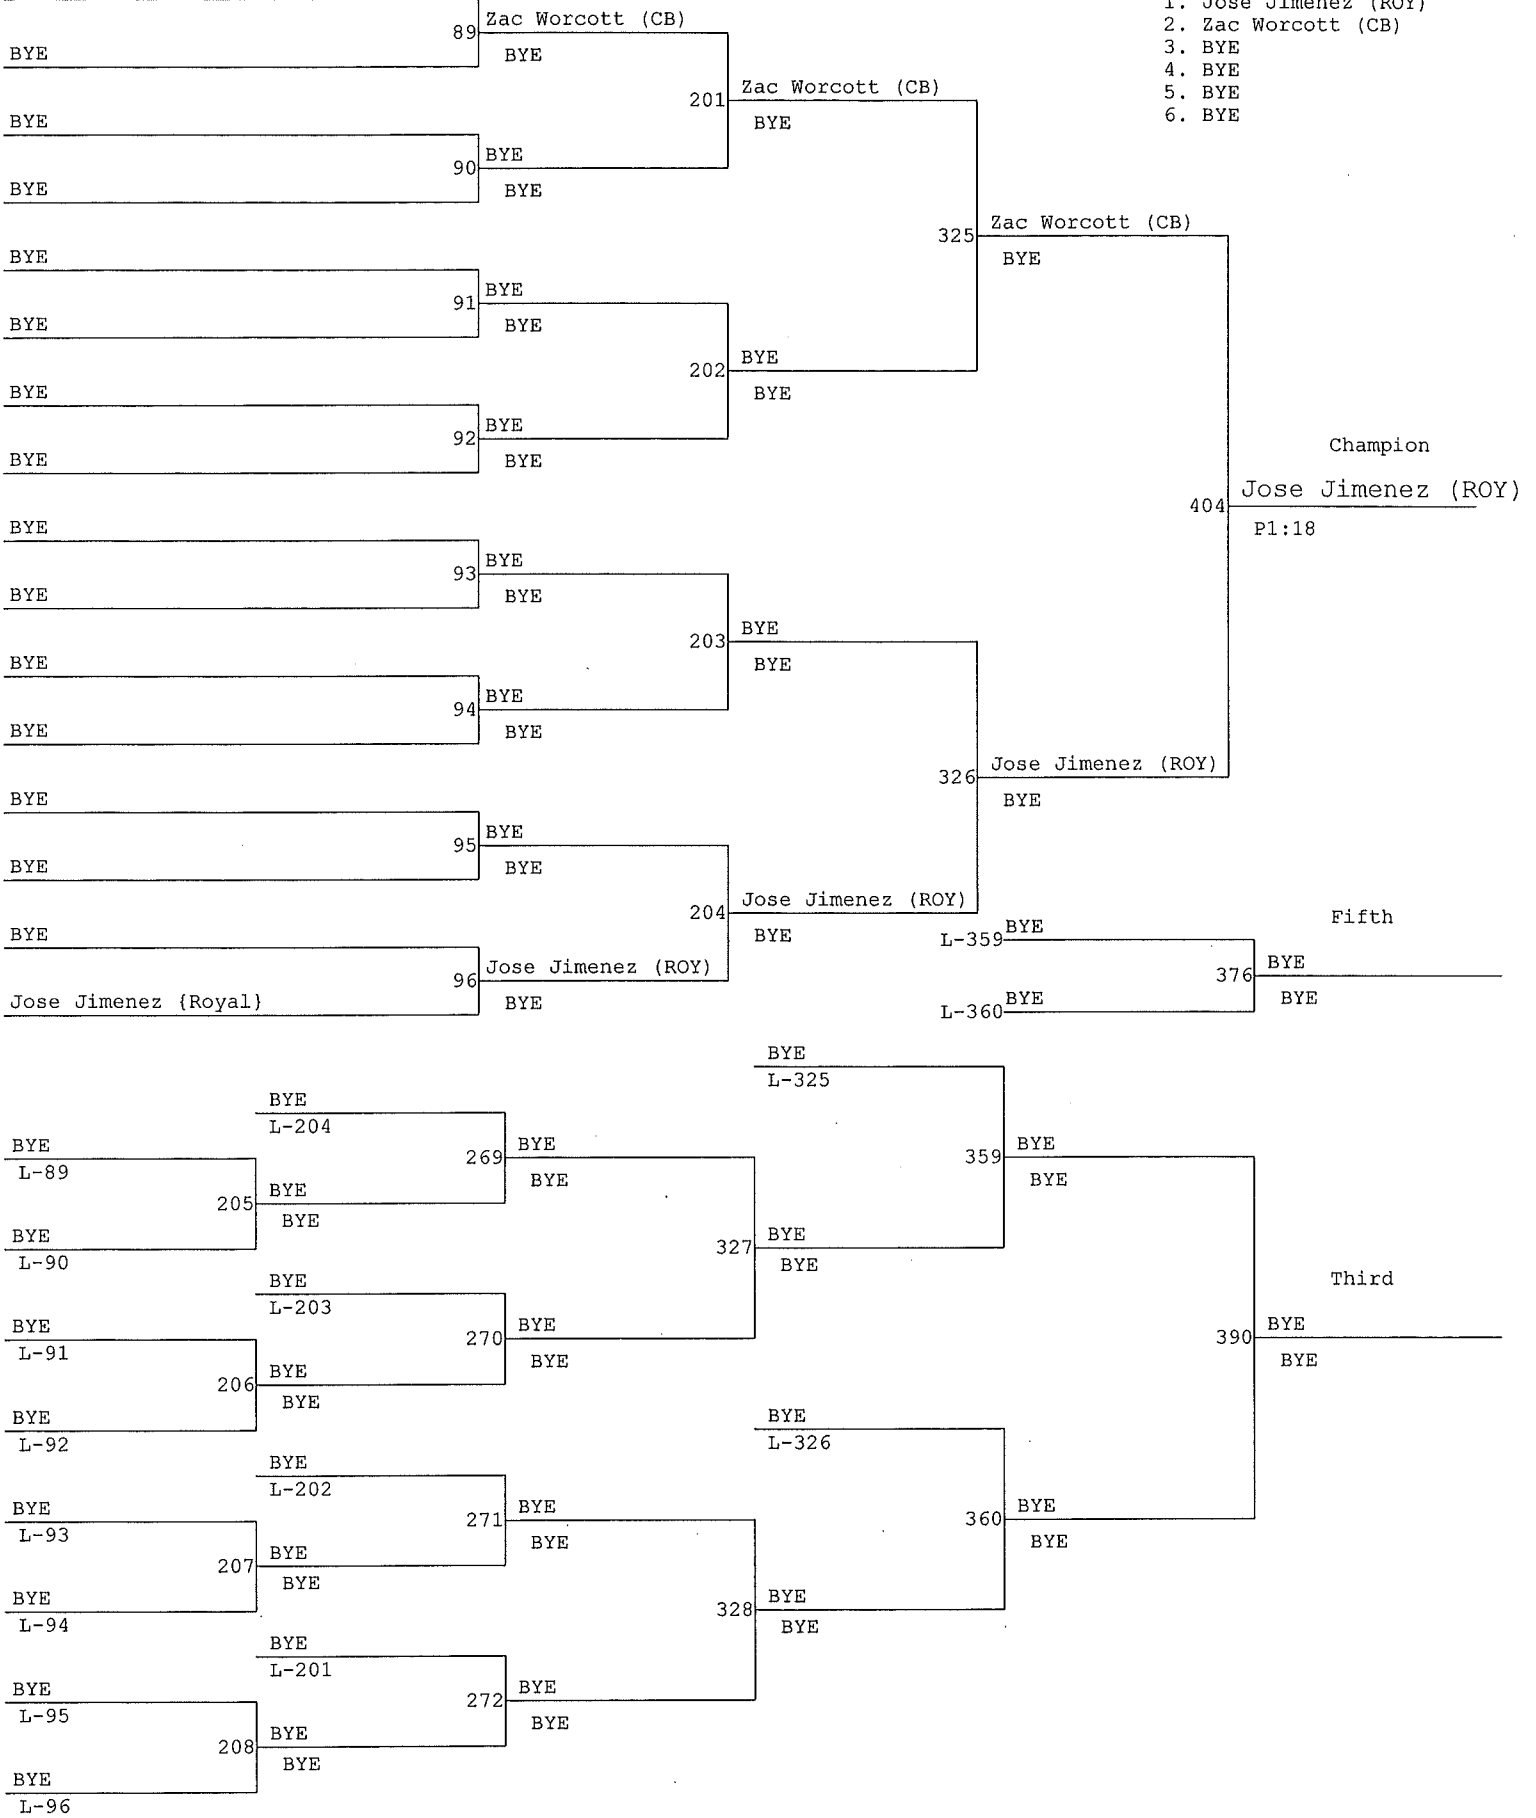 1. Jose Jimenez (ROY)
Zac Worcott (CB)
2. Zac Worcott (CB)
89
BYE
BYE
3. BYE
4. BYE
Zac Worcott (CB)
5. BYE
201
6. BYE
BYE
BYE
BYE
90
BYE
BYE
Zac Worcott (CB)
325
BYE
BYE
BYE
91
BYE
BYE
BYE
202
BYE
BYE
BYE
92
Champion
BYE
BYE
Jose Jimenez (ROY)
404
P1:18
BYE
BYE
93
BYE
BYE
BYE
203
BYE
BYE
BYE
94
BYE
BYE
Jose Jimenez (ROY)
326
BYE
BYE
BYE
95
BYE
BYE
Jose Jimenez (ROY)
204
Fifth
BYE
BYE
BYE
L-359
Jose Jimenez (ROY)
BYE
96
376
Jose Jimenez {Royal}
BYE
BYE
BYE
L-360
BYE
L-325
BYE
L-204
BYE
BYE
BYE
L-89
269
359
BYE
BYE
BYE
205
BYE
BYE
BYE
L-90
327
BYE
BYE
Third
L-203
BYE
BYE
BYE
L-91
270
390
BYE
BYE
BYE
206
BYE
BYE
BYE
L-92
L-326
BYE
L-202
BYE
BYE
BYE
L-93
271
360
BYE
BYE
BYE
207
BYE
BYE
BYE
L-94
328
BYE
BYE
L-201
BYE
BYE
L-95
272
BYE
BYE
208
BYE
BYE
L-96